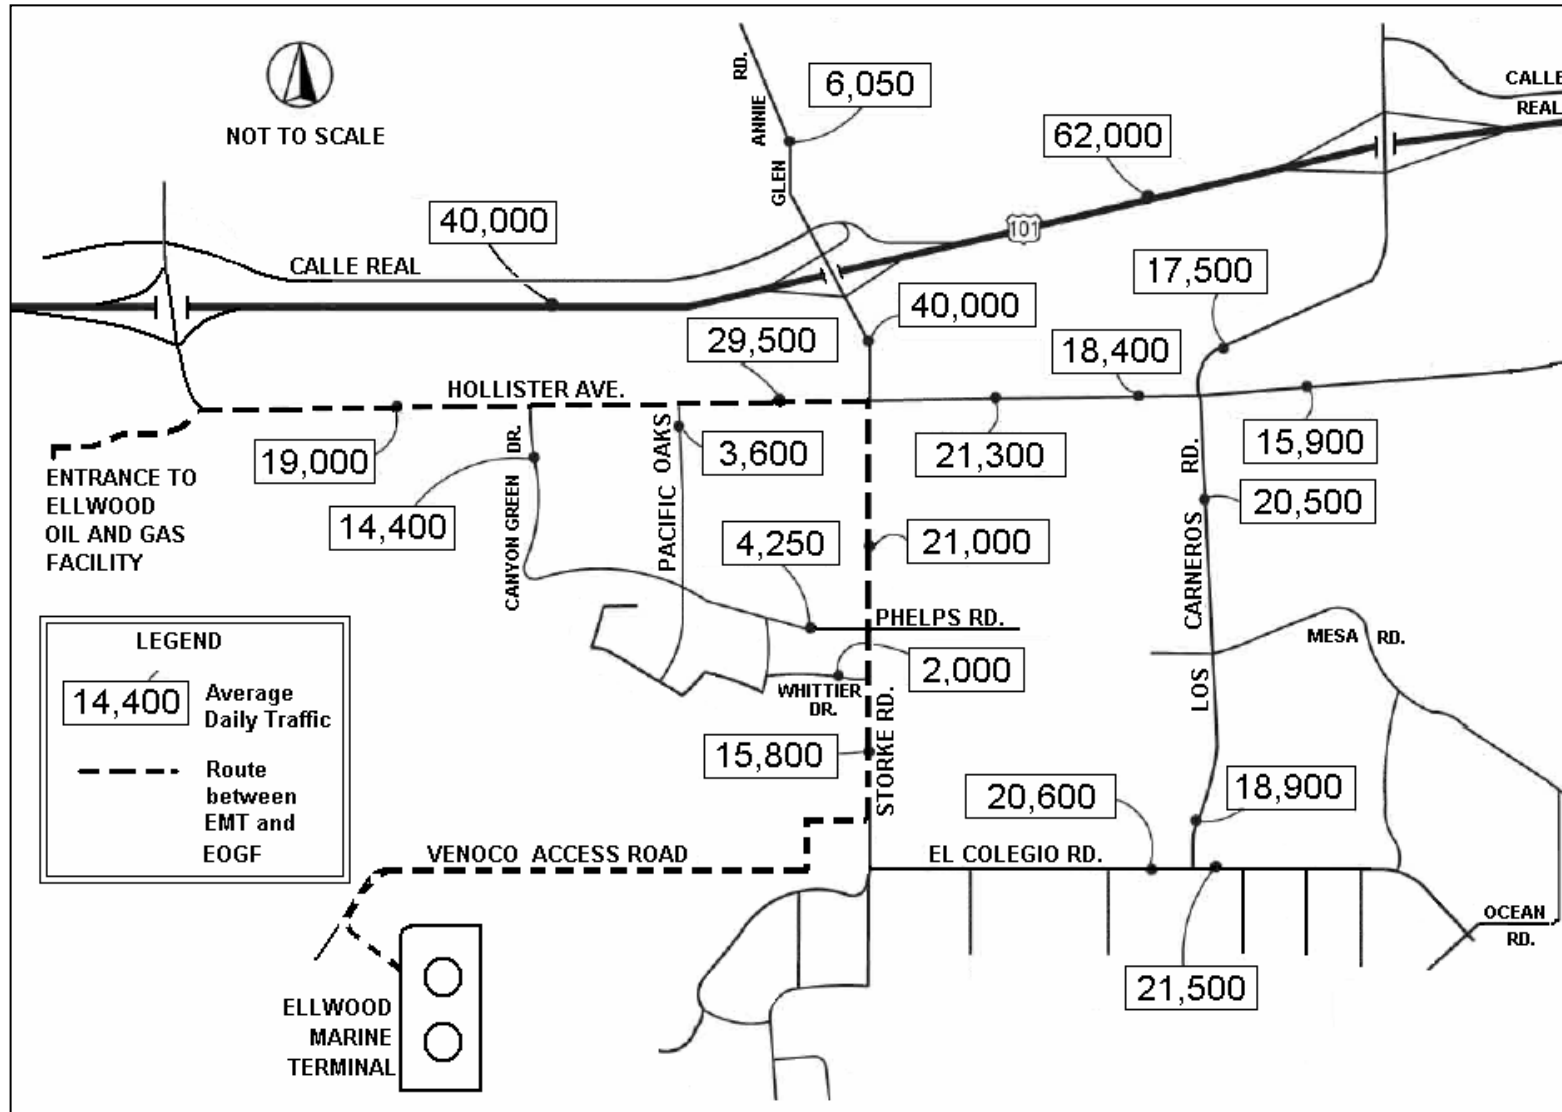 CALLE
REAL
RD.
ANNIE
GLEN
6,050
62,000
NOT TO SCALE
40,000
101
CALLE REAL
17,500
40,000
29,500
18,400
HOLLISTER AVE.
19,000
3,600
21,300
15,900
ENTRANCE TO
ELLWOOD
OIL AND GAS
FACILITY
14,400
CANYON GREEN DR.
PACIFIC OAKS
4,250
21,000
20,500
LOS CARNEROS RD.
PHELPS RD.
MESA RD.
2,000
WHITTIER
DR.
STORKE RD.
15,800
LEGEND
14,400
Average
Daily Traffic
Route
between
EMT and
EOGF
20,600
18,900
VENOCO ACCESS ROAD
EL COLEGIO RD.
OCEAN
RD.
21,500
ELLWOOD
MARINE
TERMINAL